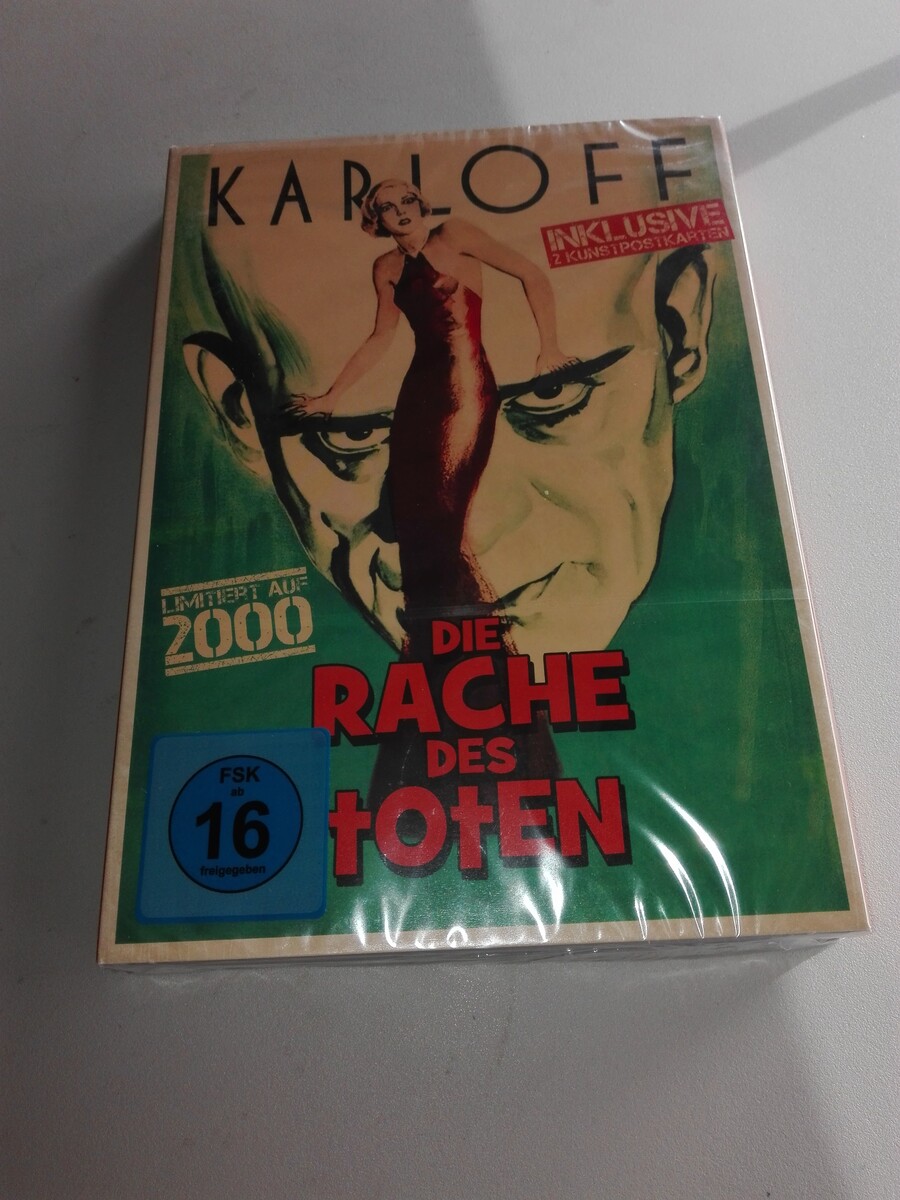 KARLOFF
INKLUSIVE
2 KUNSTPOSTKARTEN
LIMITIERT AUF
2000
DIE
RACHE
DES
tOtEN
FSK
ab
16
freigegeben